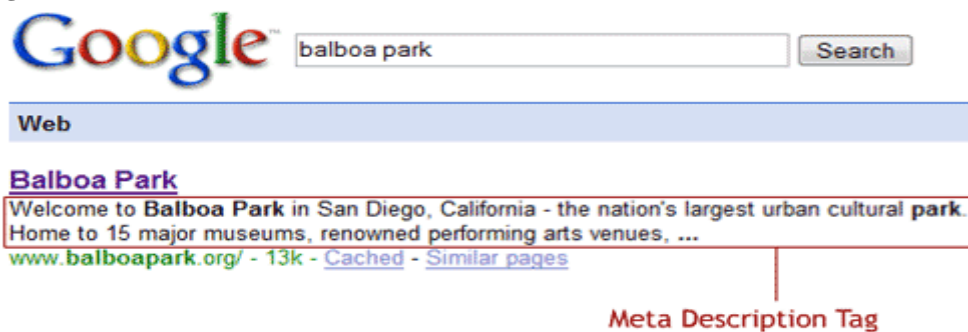 Google balboa park Search
Web
Balboa Park
Welcome to Balboa Park in San Diego, California - the nation's largest urban cultural park.
Home to 15 major museums, renowned performing arts venues, ...
www.balboapark.org/ - 13k - Cached - Similar pages
Meta Description Tag